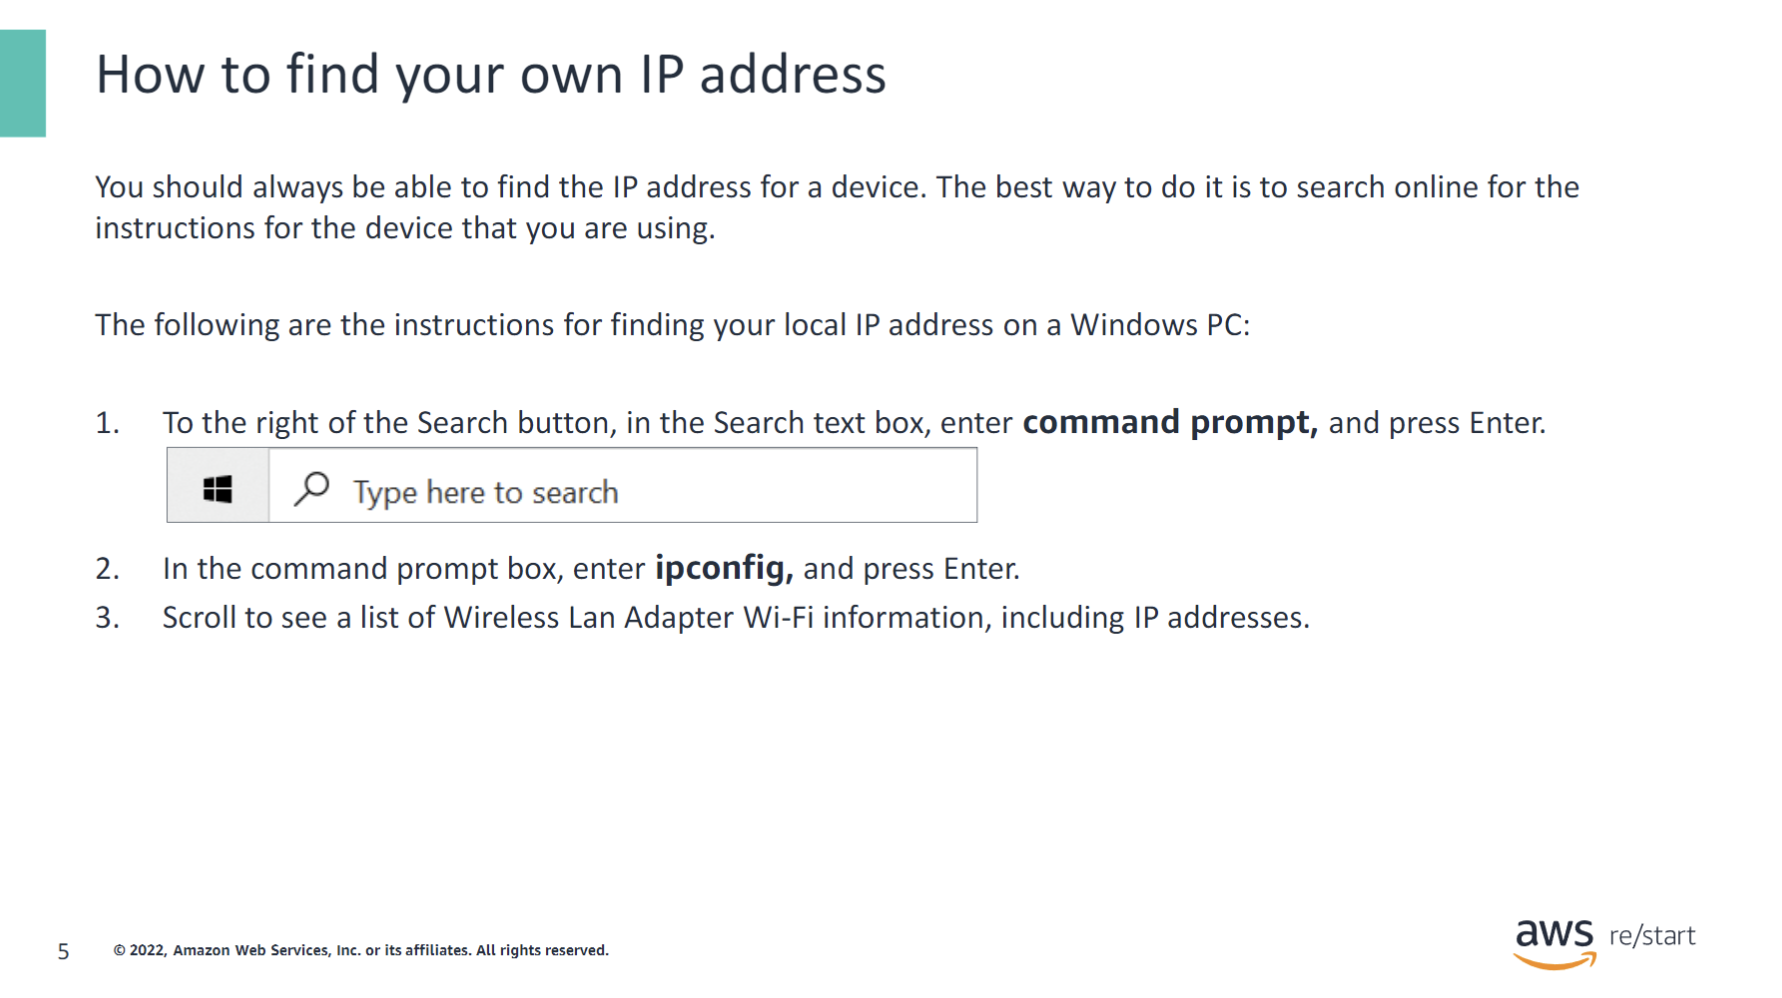 How to find your own IP address
You should always be able to find the IP address for a device. The best way to do it is to search online for the
instructions for the device that you are using.
The following are the instructions for finding your local IP address on a Windows PC:
1. To the right of the Search button, in the Search text box, enter command prompt, and press Enter.
Type here to search
2. In the command prompt box, enter ipconfig, and press Enter.
3. Scroll to see a list of Wireless Lan Adapter Wi-Fi information, including IP addresses.
5 © 2022, Amazon Web Services, Inc. or its affiliates. All rights reserved.
aws re/start